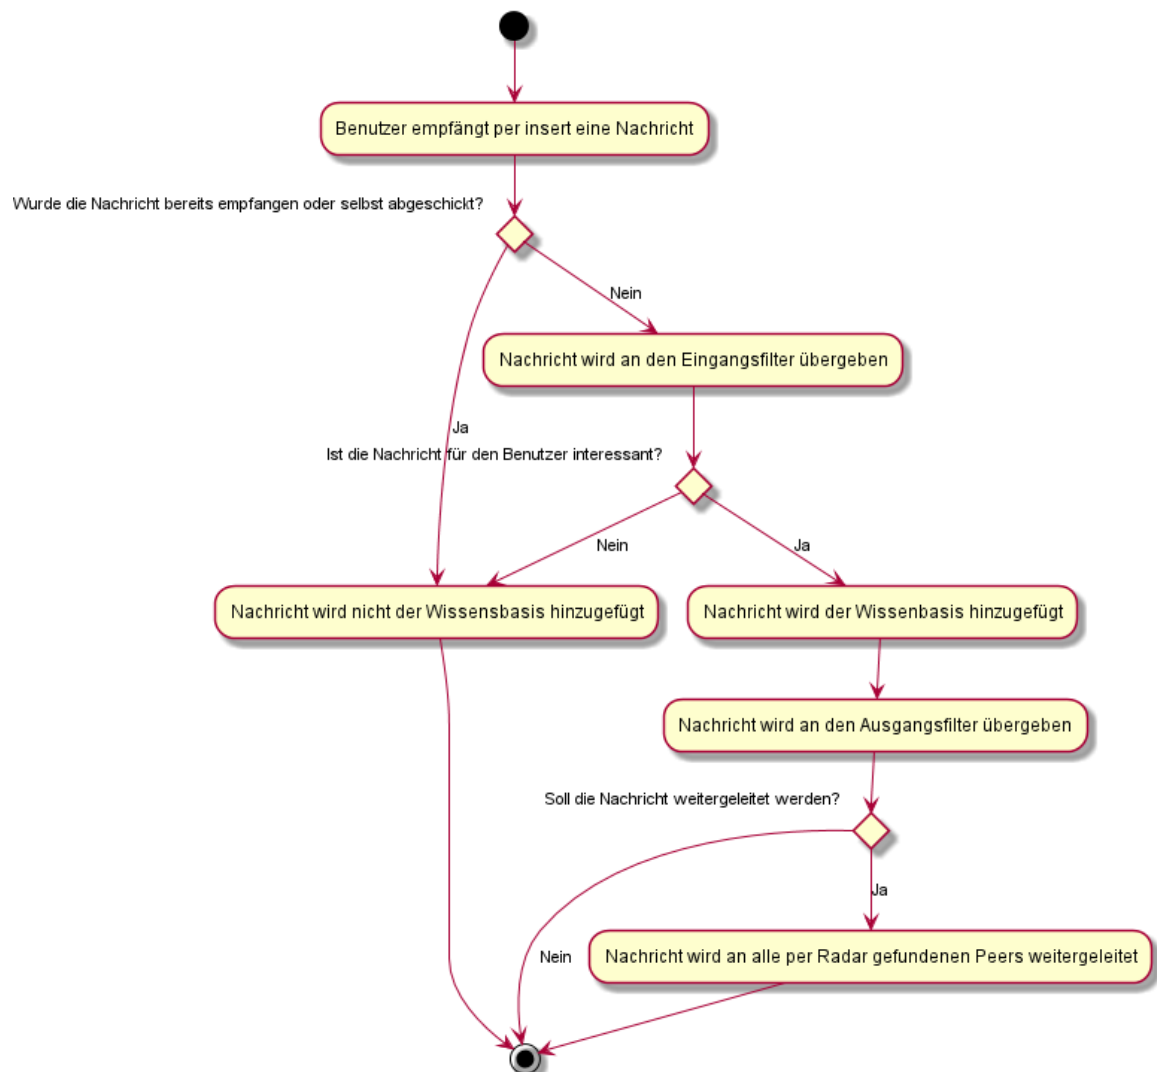 Benutzer empfängt per insert eine Nachricht
Wurde die Nachricht bereits empfangen oder selbst abgeschickt?
Nein
Nachricht wird an den Eingangsfilter übergeben
Ja
Ist die Nachricht für den Benutzer interessant?
Nein
Ja
Nachricht wird nicht der Wissensbasis hinzugefügt
Nachricht wird der Wissenbasis hinzugefügt
Nachricht wird an den Ausgangsfilter übergeben
Soll die Nachricht weitergeleitet werden?
Ja
Nein
Nachricht wird an alle per Radar gefundenen Peers weitergeleitet